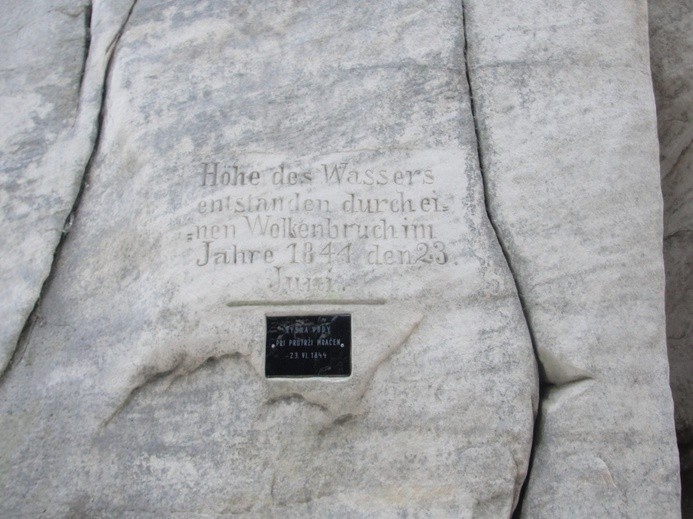 Höhe des Wassers
entstanden durch ei=
nen Wolkenbruch im
Jahre 1844 den 23.
Juni.
VÝŠKA VODY
PŘI PRŮTRŽI MRAČEN
23. VI. 1844